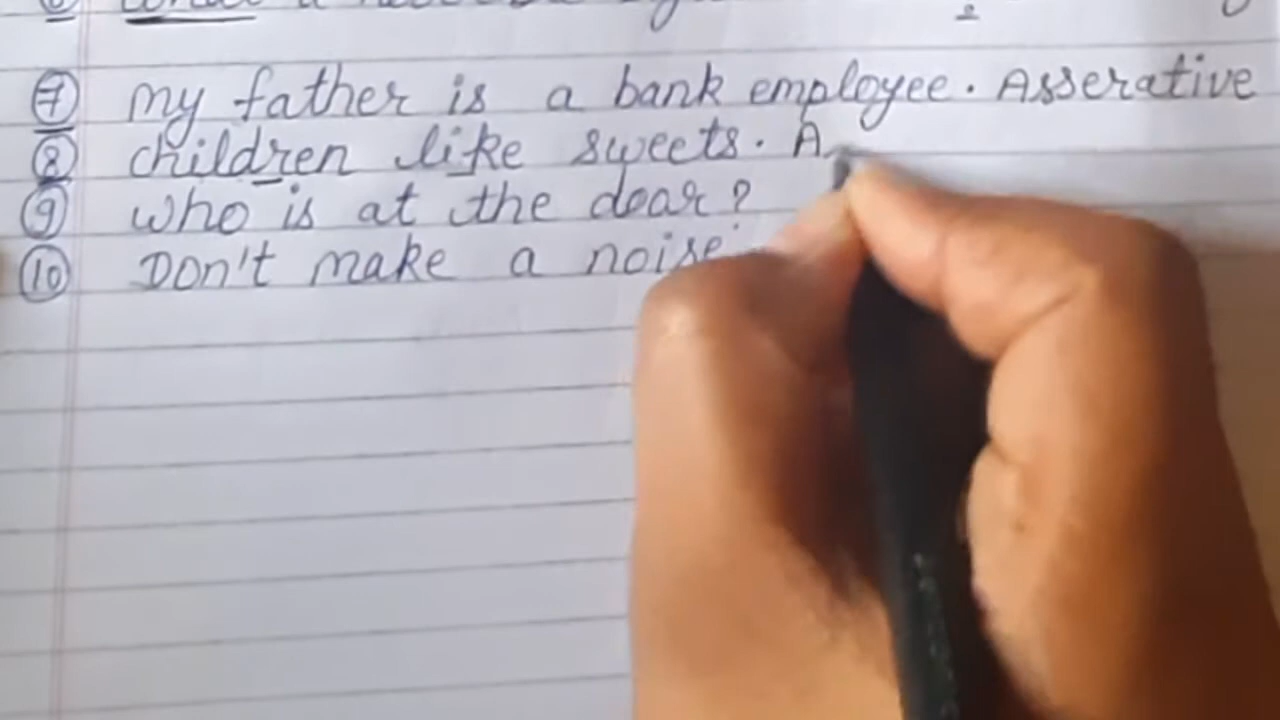 ⑦ my father is a bank employee. Asserative
⑧ children like sweets. A
⑨ who is at the doar?
⑩ Don't make a noise.